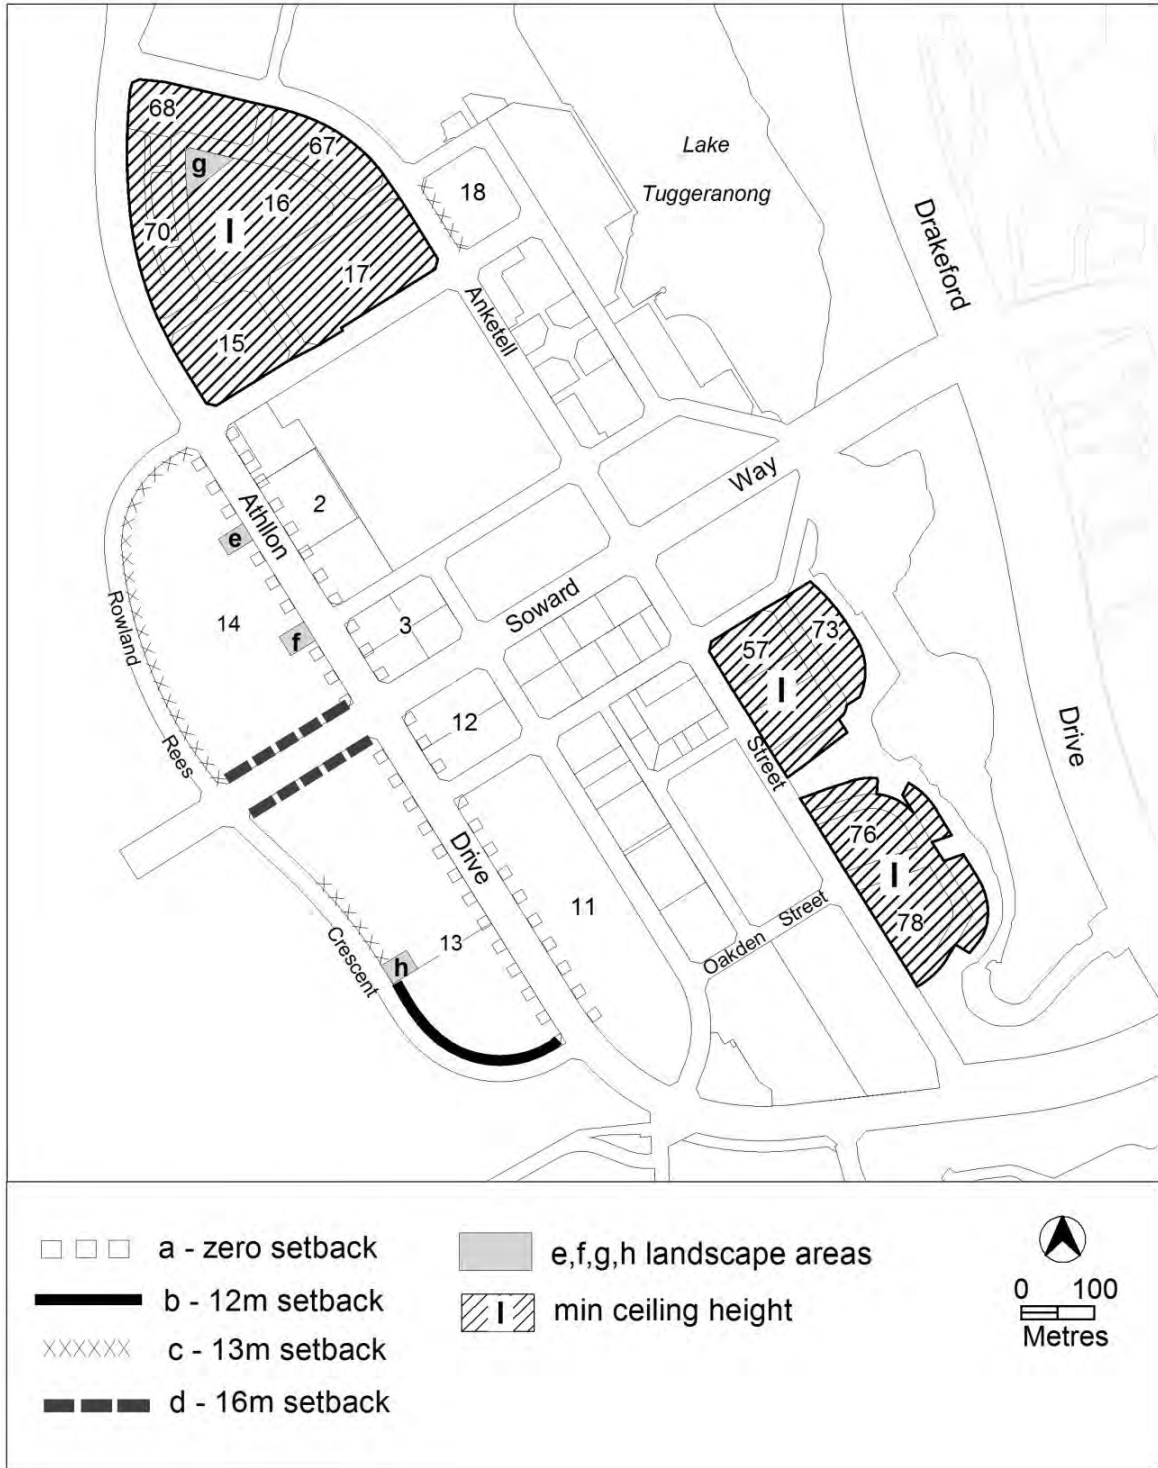 68
67
g
16
70
I
17
15
18
Lake
Tuggeranong
Drakeford
Anketell
Way
2
Athllon
e
Rowland
14
f
3
Soward
57
73
I
12
Rees
Street
Drive
Drive
76
I
78
11
Oakden Street
13
h
Crescent
a - zero setback
b - 12m setback
c - 13m setback
d - 16m setback
e,f,g,h landscape areas
I min ceiling height
0 100
Metres